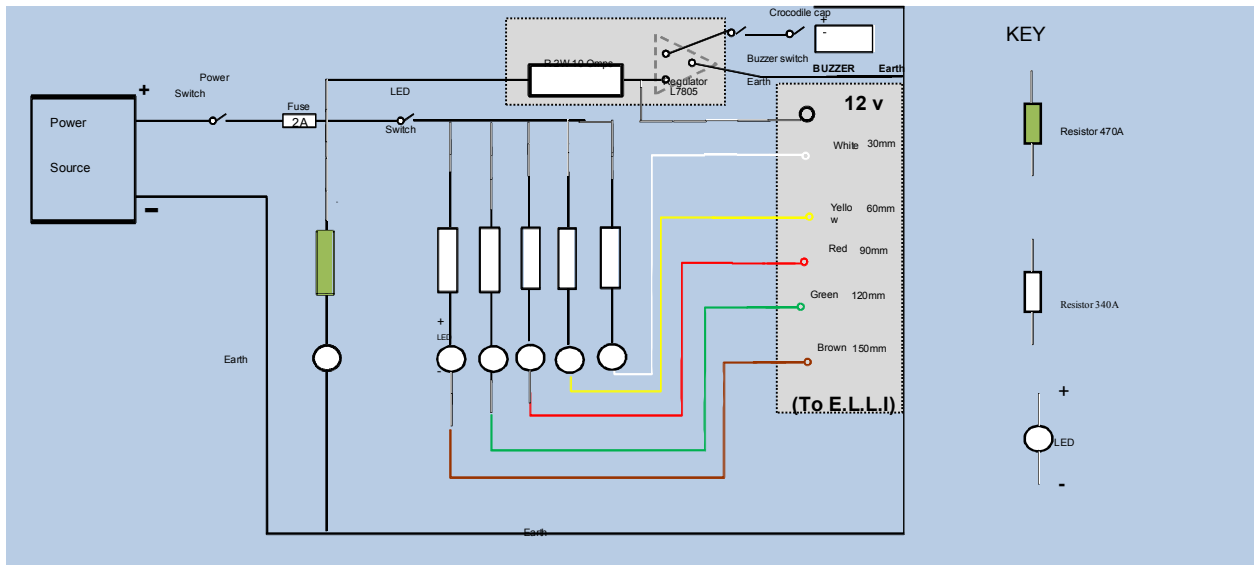 Crocodile cap
+
-
KEY
Buzzer switch
BUZZER
Earth
R 2W 10 Omps
Regulator
L7805
Earth
Power
Switch
LED
Switch
Fuse
2A
+
Power
Source
-
12 v
White 30mm
Yello
w
60mm
Red 90mm
Green 120mm
Brown 150mm
(To E.L.L.I)
+
LED
-
Earth
Earth
Resistor 470A
Resistor 340A
+
LED
-